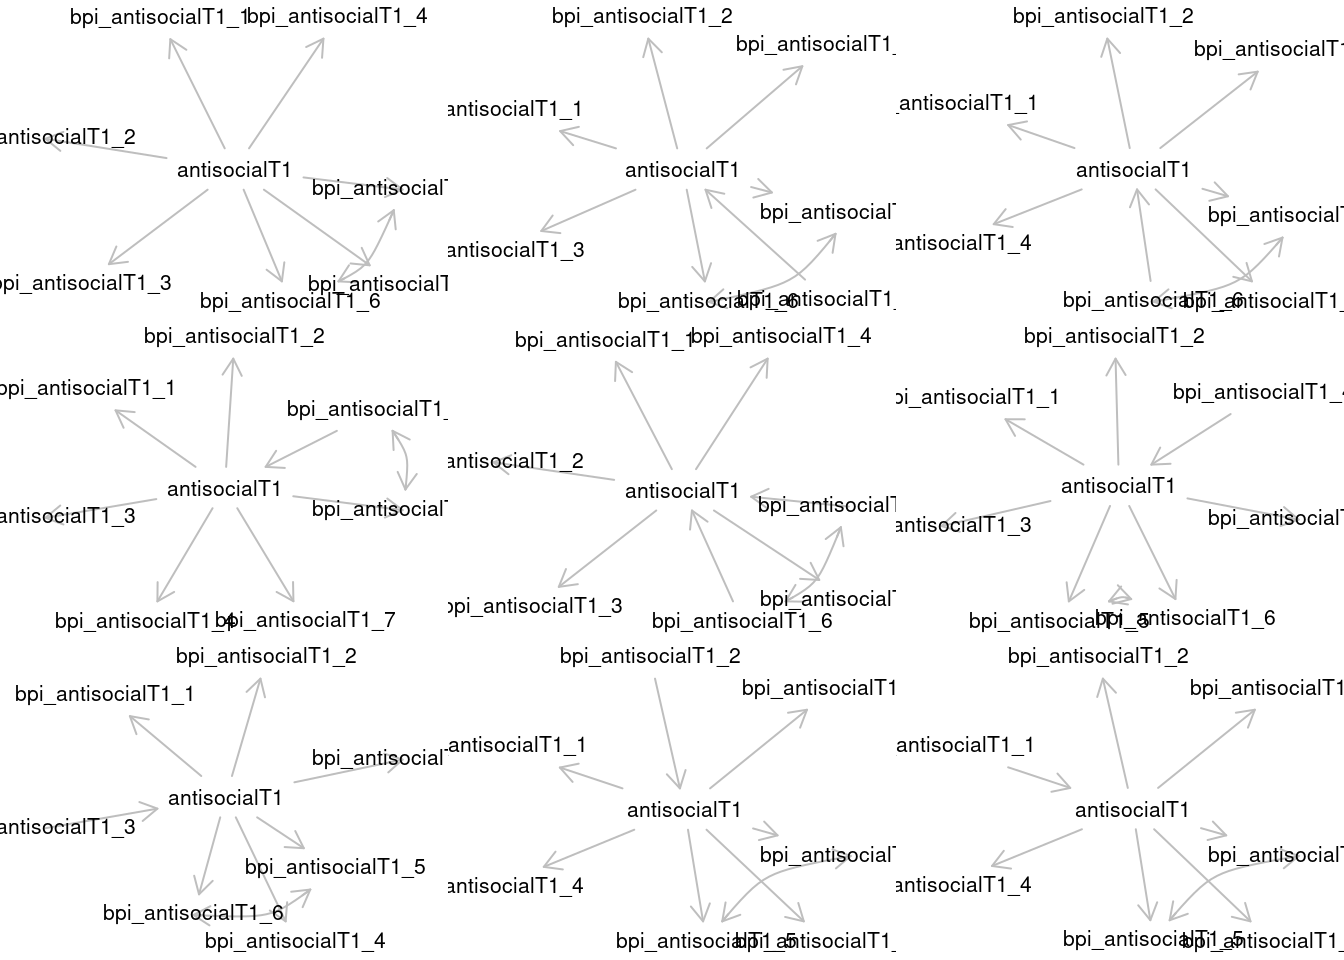 bpi_antisocialT1_1
bpi_antisocialT1_4
antisocialT1_2
antisocialT1
bpi_antisocialT
bpi_antisocialT1_3
bpi_antisocialT
bpi_antisocialT1_6
bpi_antisocialT1_2
bpi_antisocialT1_
antisocialT1_1
antisocialT1
bpi_antisocialT
antisocialT1_3
bpi_antisocialT1_6
bpi_antisocialT1_
bpi_antisocialT1_2
bpi_antisocialT1
_antisocialT1_1
antisocialT1
bpi_antisocialT
antisocialT1_4
bpi_antisocialT1_6
bpi_antisocialT1_
bpi_antisocialT1_2
bpi_antisocialT1_1
bpi_antisocialT1_
antisocialT1
antisocialT1_3
bpi_antisocialT
bpi_antisocialT1_4
bpi_antisocialT1_7
bpi_antisocialT1_1
bpi_antisocialT1_4
antisocialT1_2
antisocialT1
bpi_antisocialT
bpi_antisocialT1_3
bpi_antisocialT
bpi_antisocialT1_6
bpi_antisocialT1_2
bpi_antisocialT1_1
bpi_antisocialT1_4
antisocialT1
antisocialT1_3
bpi_antisocialT
bpi_antisocialT1_5
bpi_antisocialT1_6
bpi_antisocialT1_2
bpi_antisocialT1_1
bpi_antisocialT
antisocialT1
antisocialT1_3
bpi_antisocialT1_5
bpi_antisocialT1_6
bpi_antisocialT1_4
bpi_antisocialT1_2
bpi_antisocialT1
antisocialT1_1
antisocialT1
bpi_antisocialT
antisocialT1_4
bpi_antisocialT1_5
bpi_antisocialT1_
bpi_antisocialT1_2
bpi_antisocialT1
antisocialT1_1
antisocialT1
bpi_antisocialT
antisocialT1_4
bpi_antisocialT1_5
bpi_antisocialT1_